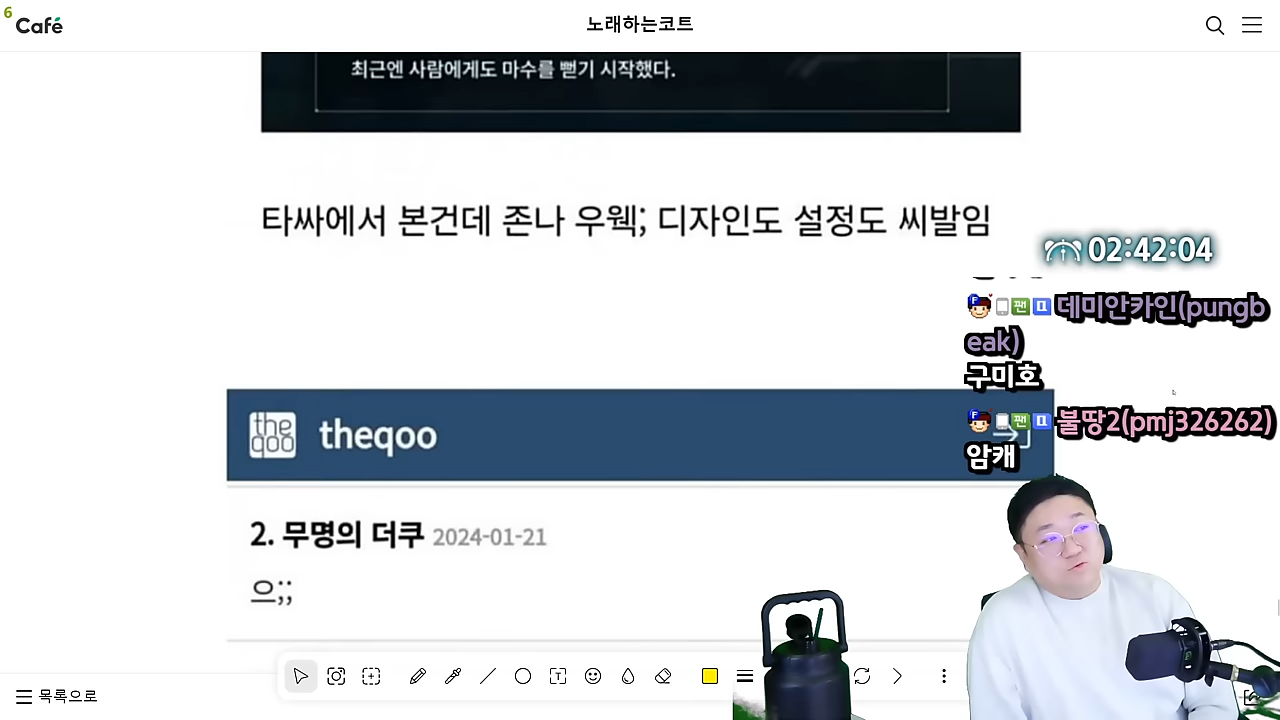 6
Café
노래하는코트
최근엔 사람에게도 마수를 뻗기 시작했다.
타싸에서 본건데 존나 우웩; 디자인도 설정도 씨발임
02:42:04
데미안카인(pungb
eak)
구미호
불땅2(pmj326262)
암캐
the
qoo
theqoo
2. 무명의 더쿠 2024-01-21
으;;
목록으로